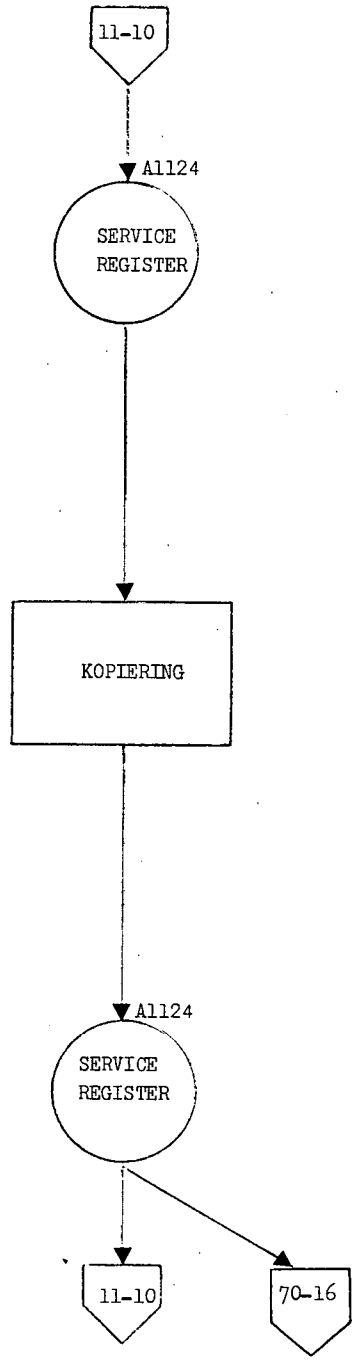 11-10
A1124
SERVICE
REGISTER
KOPIERING
A1124
SERVICE
REGISTER
11-10
70-16